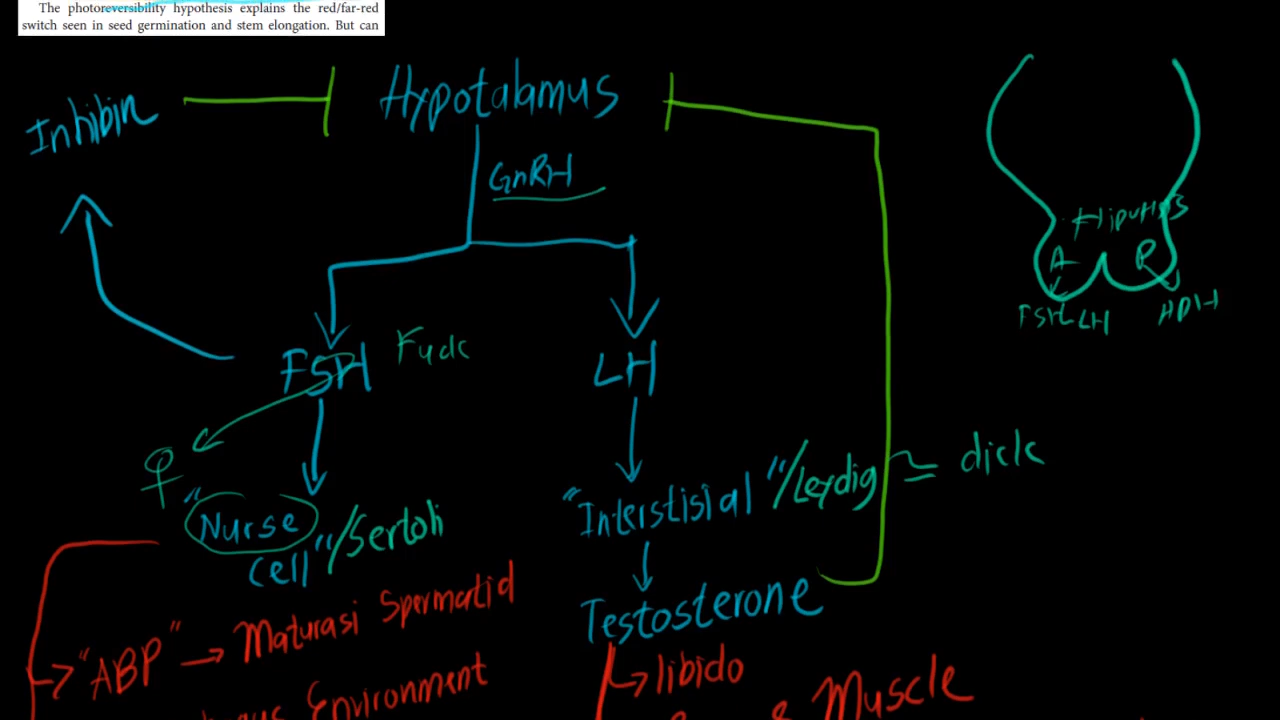 The photoreversibility hypothesis explains the red/far-red
switch seen in seed germination and stem elongation. But can
Inhibin
Hypotalamus
GnRH
A
P
FSH
LH
ADH
FSH
Fuck
LH
"Nurse
cell"/Sertoli
"Interstisial"/Leydig ≅ dick
Testosterone
"ABP" → Maturasi Spermatid
Environment
libido
Muscle